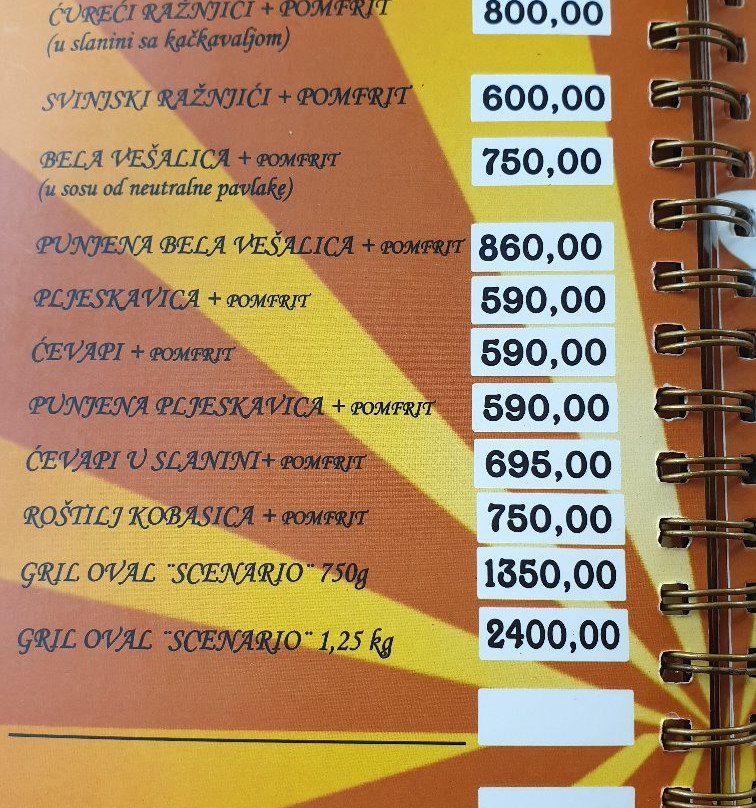 ĆUREĆI RAŽNJIĆI + POMFRIT 800,00
(u slanini sa kačkavaljom)
SVINJSKI RAŽNJIĆI + POMFRIT 600,00
BELA VEŠALICA + POMFRIT 750,00
(u sosu od neutralne pavlake)
PUNJENA BELA VEŠALICA + POMFRIT 860,00
PLJESKAVICA + POMFRIT 590,00
ĆEVAPI + POMFRIT 590,00
PUNJENA PLJESKAVICA + POMFRIT 590,00
ĆEVAPI U SLANINI+ POMFRIT 695,00
ROŠTILJ KOBASICA + POMFRIT 750,00
GRIL OVAL ¨SCENARIO¨ 750g 1350,00
GRIL OVAL ¨SCENARIO¨ 1,25 kg 2400,00